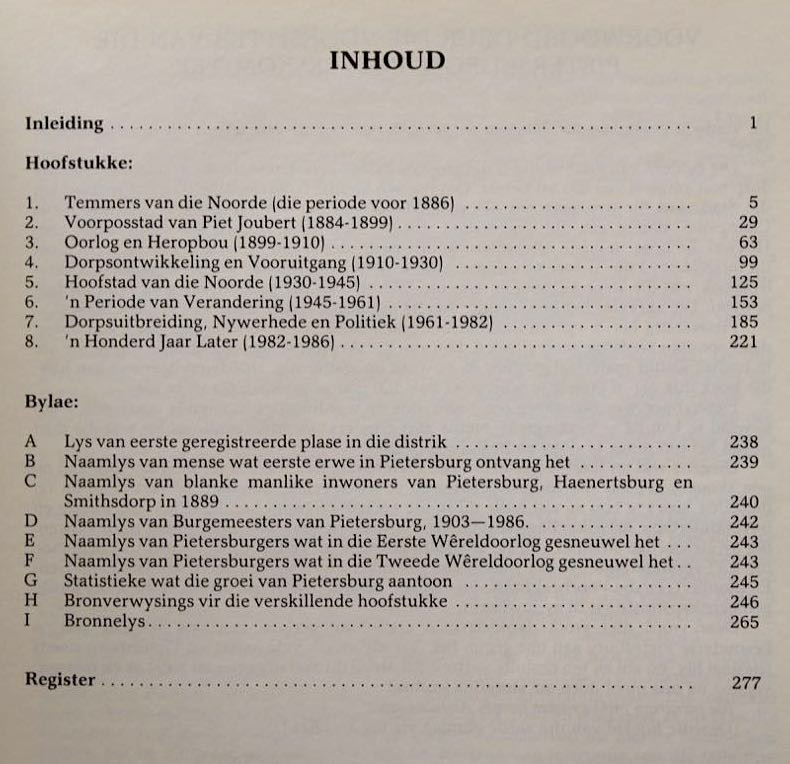 INHOUD
Inleiding ................................................ 1
Hoofstukke:
1. Temmers van die Noorde (die periode voor 1886) .................... 5
2. Voorposstad van Piet Joubert (1884-1899) .......................... 29
3. Oorlog en Heropbou (1899-1910) ................................ 63
4. Dorpsontwikkeling en Vooruitgang (1910-1930) ..................... 99
5. Hoofstad van die Noorde (1930-1945) ............................ 125
6. 'n Periode van Verandering (1945-1961) ........................... 153
7. Dorpsuitbreiding, Nywerhede en Politiek (1961-1982) ................ 185
8. 'n Honderd Jaar Later (1982-1986) ............................... 221
Bylae:
A Lys van eerste geregistreerde plase in die distrik ..................... 238
B Naamlys van mense wat eerste erwe in Pietersburg ontvang het ......... 239
C Naamlys van blanke manlike inwoners van Pietersburg, Haenertsburg en
Smithsdorp in 1889 ......................................... 240
D Naamlys van Burgemeesters van Pietersburg, 1903—1986. .............. 242
E Naamlys van Pietersburgers wat in die Eerste Wêreldoorlog gesneuwel het ... 243
F Naamlys van Pietersburgers wat in die Tweede Wêreldoorlog gesneuwel het .. 243
G Statistieke wat die groei van Pietersburg aantoon .................... 245
H Bronverwysings vir die verskillende hoofstukke ..................... 246
I Bronnelys ................................................ 265
Register ................................................ 277